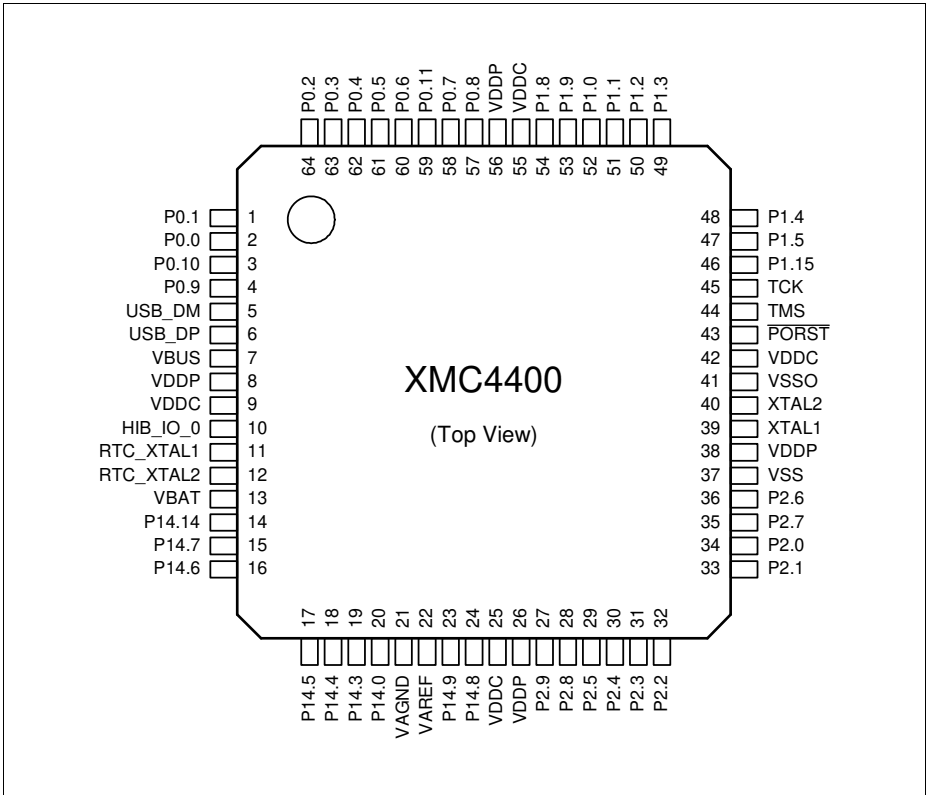 P0.2 P0.3 P0.4 P0.5 P0.6 P0.11 P0.7 P0.8 VDDP VDDC P1.8 P1.9 P1.0 P1.1 P1.2 P1.3
64 63 62 61 60 59 58 57 56 55 54 53 52 51 50 49
P0.1 1 48 P1.4
P0.0 2 47 P1.5
P0.10 3 46 P1.15
P0.9 4 45 TCK
USB_DM 5 44 TMS
USB_DP 6 43 PORST
VBUS 7 42 VDDC
VDDP 8 41 VSSO
VDDC 9 40 XTAL2
HIB_IO_0 10 39 XTAL1
RTC_XTAL1 11 38 VDDP
RTC_XTAL2 12 37 VSS
VBAT 13 36 P2.6
P14.14 14 35 P2.7
P14.7 15 34 P2.0
P14.6 16 33 P2.1
XMC4400
(Top View)
17 18 19 20 21 22 23 24 25 26 27 28 29 30 31 32
P14.5 P14.4 P14.3 P14.0 VAGND VAREF P14.9 P14.8 VDDC VDDP P2.9 P2.8 P2.5 P2.4 P2.3 P2.2